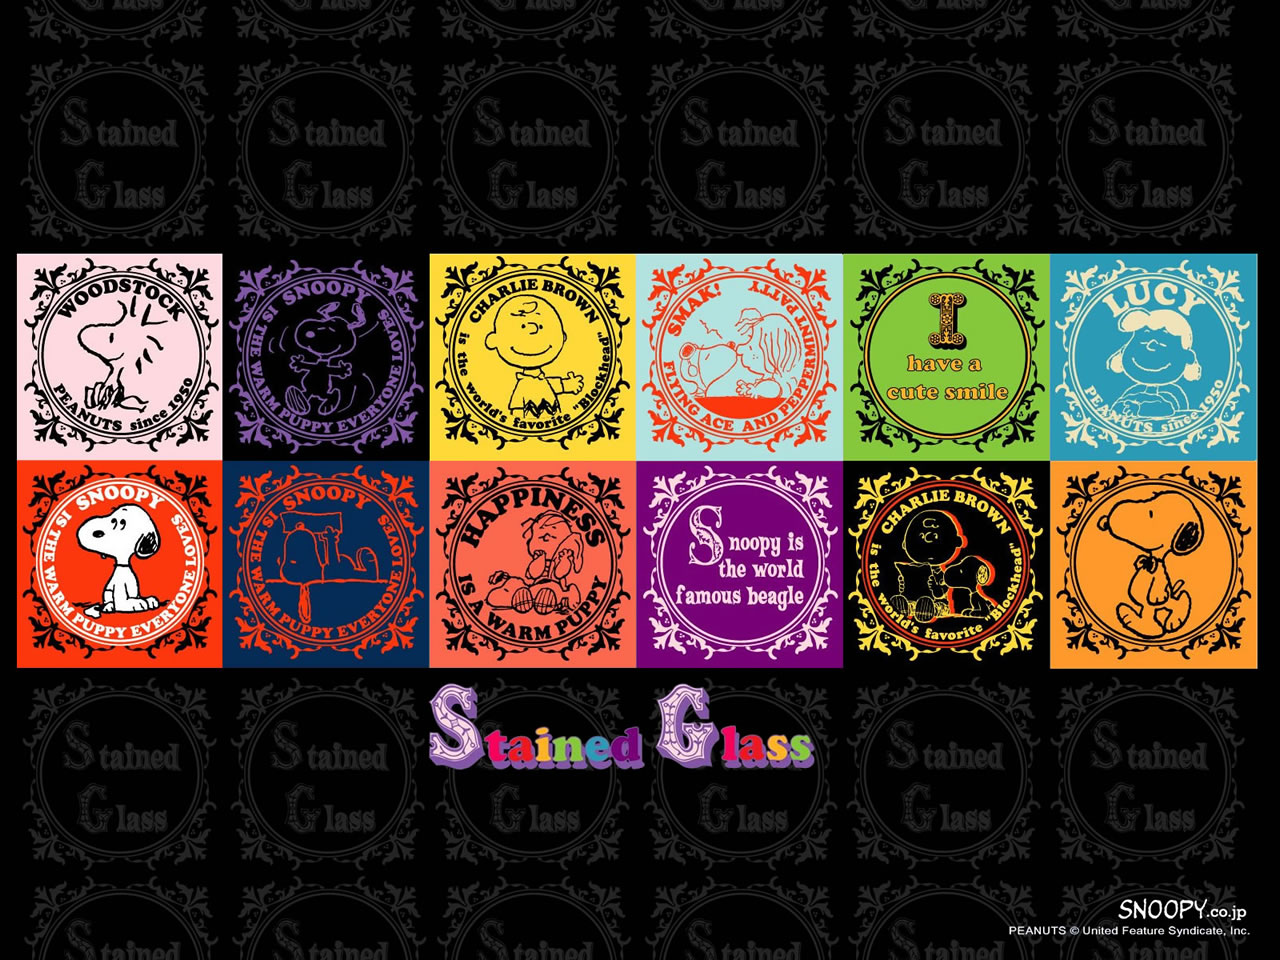 Stained Glass
Stained Glass
Stained Glass
Stained Glass
Stained Glass
Stained Glass
WOODSTOCK
PEANUTS since 1950
SNOOPY
IS THE WARM PUPPY EVERYONE LOVES
CHARLIE BROWN
is the world's favorite "Blockhead"
SMAK!
FLYING ACE AND PEPPERMINT PATTY
I
have a
cute smile
LUCY
PEANUTS since 1950
SNOOPY
IS THE WARM PUPPY EVERYONE LOVES
SNOOPY
IS THE WARM PUPPY EVERYONE LOVES
HAPPINESS
IS A WARM PUPPY
Snoopy is
the world
famous beagle
CHARLIE BROWN
is the world's favorite "Blockhead"
Stained Glass
Stained Glass
Stained Glass
Stained Glass
Stained Glass
Stained Glass
Stained Glass
SNOOPY.co.jp
PEANUTS © United Feature Syndicate, Inc.